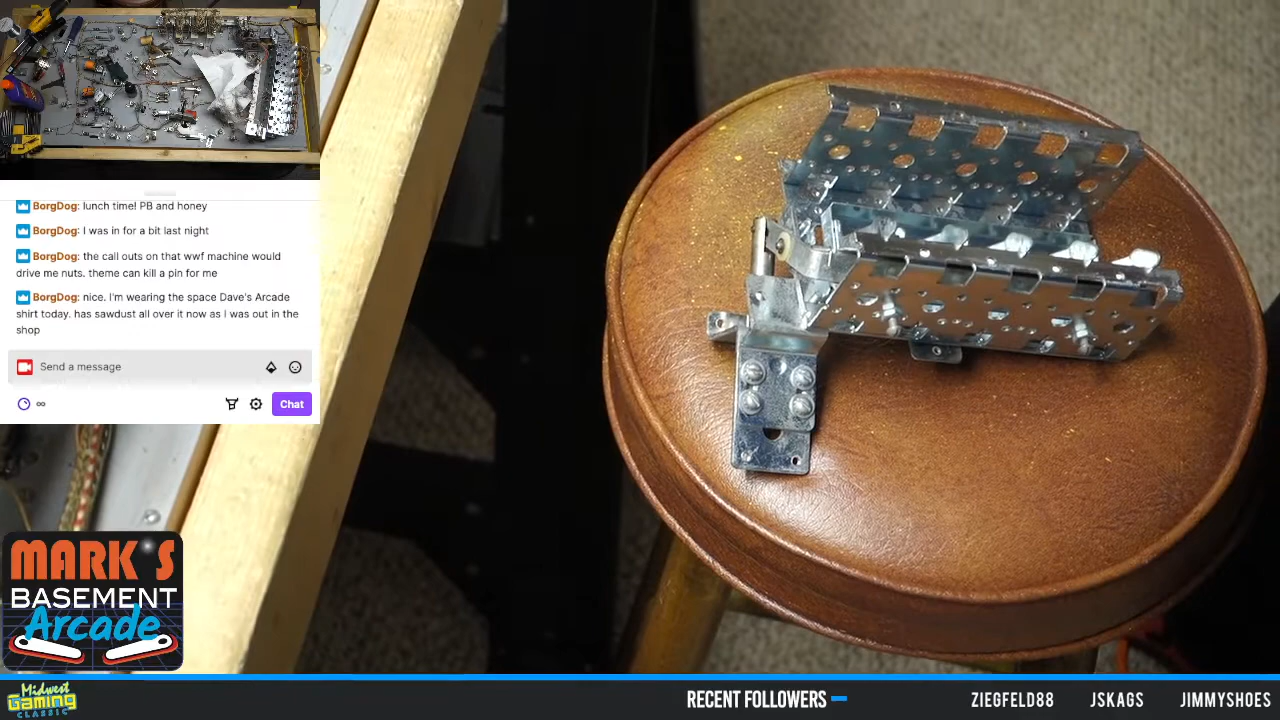 BorgDog: lunch time! PB and honey
BorgDog: I was in for a bit last night
BorgDog: the call outs on that wwf machine would
drive me nuts. theme can kill a pin for me
BorgDog: nice. I'm wearing the space Dave's Arcade
shirt today. has sawdust all over it now as I was out in the
shop
Send a message
∞
Chat
MARK'S
BASEMENT
Arcade
Midwest
Gaming
CLASSIC
RECENT FOLLOWERS
ZIEGFELD88 JSKAGS JIMMYSHOES